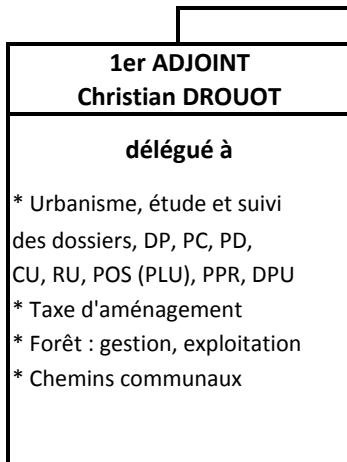 1er ADJOINT
Christian DROUOT
délégué à
* Urbanisme, étude et suivi
des dossiers, DP, PC, PD,
CU, RU, POS (PLU), PPR, DPU
* Taxe d'aménagement
* Forêt : gestion, exploitation
* Chemins communaux